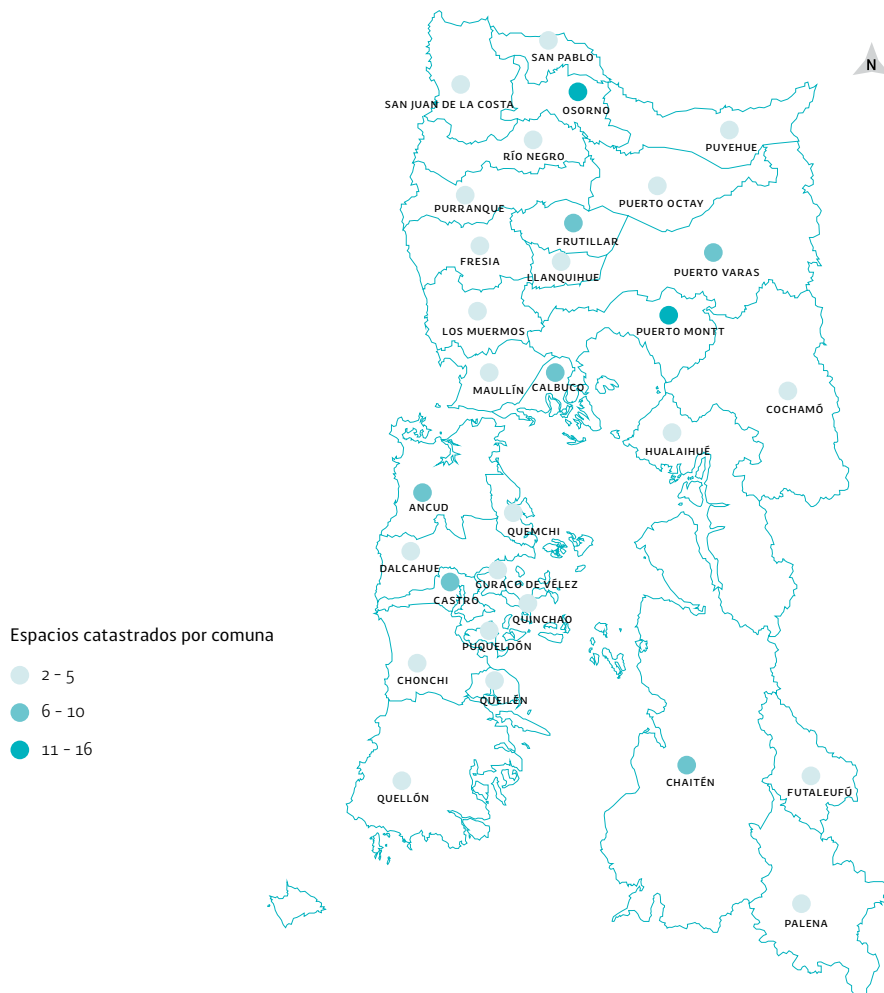 SAN PABLO
N
SAN JUAN DE LA COSTA
OSORNO
PUYEHUE
RÍO NEGRO
PUERTO OCTAY
PURRANQUE
FRUTILLAR
FRESIA
LLANQUIHUE
PUERTO VARAS
LOS MUERMOS
PUERTO MONTT
MAULLÍN
CALBUCO
COCHAMÓ
HUALAIHUÉ
ANCUD
QUEMCHI
DALCAHUE
CURACO DE VÉLEZ
CASTRO
QUINCHAO
Espacios catastrados por comuna
PUQUELDÓN
2 - 5
CHONCHI
QUEILÉN
6 - 10
11 - 16
CHAITÉN
FUTALEUFÚ
QUELLÓN
PALENA